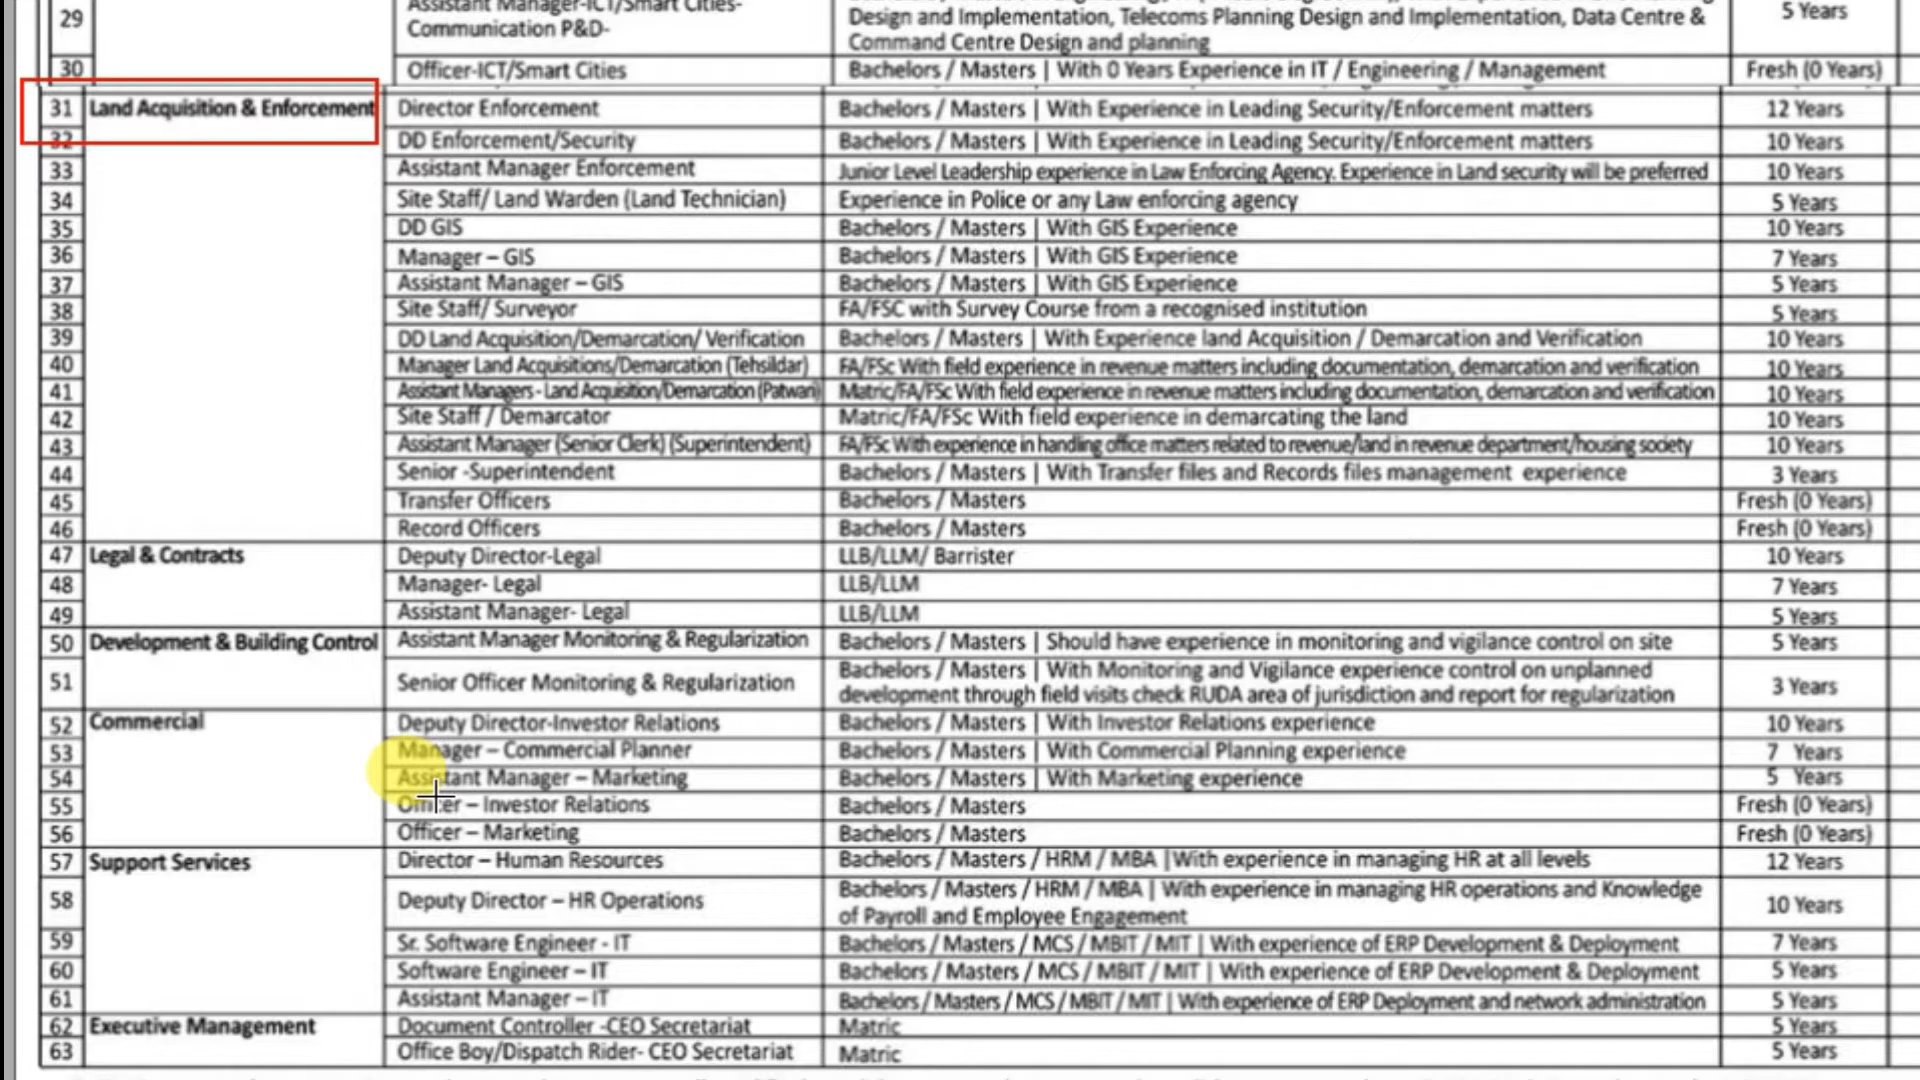 29 Assistant Manager-ICT/Smart Cities- 5 Years
Communication P&D- Design and Implementation, Telecoms Planning Design and Implementation, Data Centre &
Command Centre Design and planning
30 Officer-ICT/Smart Cities Bachelors / Masters | With 0 Years Experience in IT / Engineering / Management Fresh (0 Years)
31 Land Acquisition & Enforcement Director Enforcement Bachelors / Masters | With Experience in Leading Security/Enforcement matters 12 Years
32 DD Enforcement/Security Bachelors / Masters | With Experience in Leading Security/Enforcement matters 10 Years
33 Assistant Manager Enforcement Junior Level Leadership experience in Law Enforcing Agency. Experience in Land security will be preferred 10 Years
34 Site Staff/ Land Warden (Land Technician) Experience in Police or any Law enforcing agency 5 Years
35 DD GIS Bachelors / Masters | With GIS Experience 10 Years
36 Manager – GIS Bachelors / Masters | With GIS Experience 7 Years
37 Assistant Manager – GIS Bachelors / Masters | With GIS Experience 5 Years
38 Site Staff/ Surveyor FA/FSC with Survey Course from a recognised institution 5 Years
39 DD Land Acquisition/Demarcation/ Verification Bachelors / Masters | With Experience land Acquisition / Demarcation and Verification 10 Years
40 Manager Land Acquisitions/Demarcation (Tehsildar) FA/FSc With field experience in revenue matters including documentation, demarcation and verification 10 Years
41 Assistant Managers - Land Acquisition/Demarcation (Patwari) Matric/FA/FSc With field experience in revenue matters including documentation, demarcation and verification 10 Years
42 Site Staff / Demarcator Matric/FA/FSc With field experience in demarcating the land 10 Years
43 Assistant Manager (Senior Clerk) (Superintendent) FA/FSc With experience in handling office matters related to revenue/land in revenue department/housing society 10 Years
44 Senior -Superintendent Bachelors / Masters | With Transfer files and Records files management experience 3 Years
45 Transfer Officers Bachelors / Masters Fresh (0 Years)
46 Record Officers Bachelors / Masters Fresh (0 Years)
47 Legal & Contracts Deputy Director-Legal LLB/LLM/ Barrister 10 Years
48 Manager- Legal LLB/LLM 7 Years
49 Assistant Manager- Legal LLB/LLM 5 Years
50 Development & Building Control Assistant Manager Monitoring & Regularization Bachelors / Masters | Should have experience in monitoring and vigilance control on site 5 Years
51 Senior Officer Monitoring & Regularization Bachelors / Masters | With Monitoring and Vigilance experience control on unplanned 3 Years
development through field visits check RUDA area of jurisdiction and report for regularization
52 Commercial Deputy Director-Investor Relations Bachelors / Masters | With Investor Relations experience 10 Years
53 Manager – Commercial Planner Bachelors / Masters | With Commercial Planning experience 7 Years
54 Assistant Manager – Marketing Bachelors / Masters | With Marketing experience 5 Years
55 Officer – Investor Relations Bachelors / Masters Fresh (0 Years)
56 Officer – Marketing Bachelors / Masters Fresh (0 Years)
57 Support Services Director – Human Resources Bachelors / Masters / HRM / MBA |With experience in managing HR at all levels 12 Years
58 Deputy Director – HR Operations Bachelors / Masters / HRM / MBA | With experience in managing HR operations and Knowledge 10 Years
of Payroll and Employee Engagement
59 Sr. Software Engineer - IT Bachelors / Masters / MCS / MBIT / MIT | With experience of ERP Development & Deployment 7 Years
60 Software Engineer – IT Bachelors / Masters / MCS / MBIT / MIT | With experience of ERP Development & Deployment 5 Years
61 Assistant Manager – IT Bachelors / Masters / MCS / MBIT / MIT | With experience of ERP Deployment and network administration 5 Years
62 Executive Management Document Controller -CEO Secretariat Matric 5 Years
63 Office Boy/Dispatch Rider- CEO Secretariat Matric 5 Years